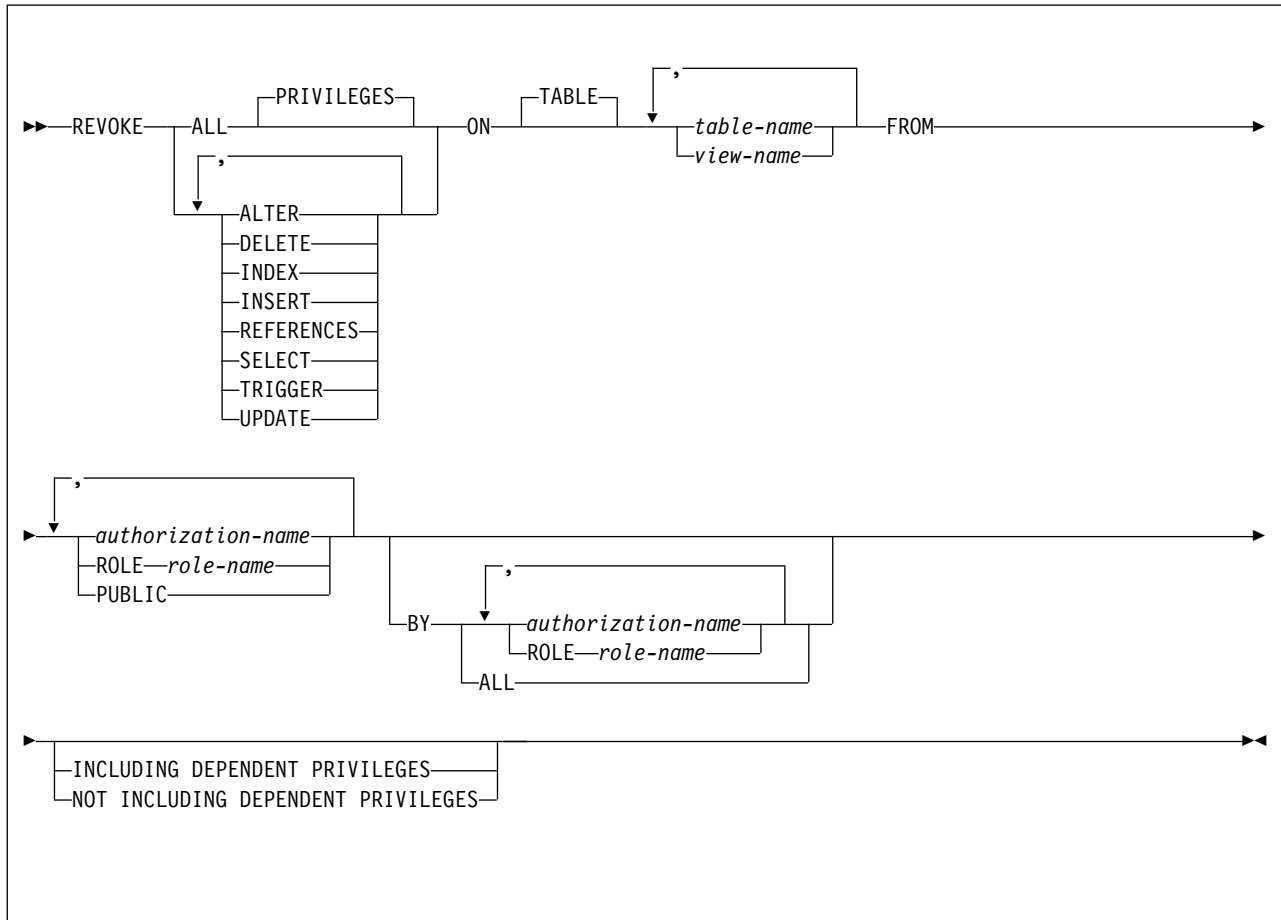 ,
PRIVILEGES TABLE
REVOKE ALL ON table-name FROM
view-name
,
ALTER
DELETE
INDEX
INSERT
REFERENCES
SELECT
TRIGGER
UPDATE
,
authorization-name
ROLE role-name ,
PUBLIC BY authorization-name
ROLE role-name
ALL
INCLUDING DEPENDENT PRIVILEGES
NOT INCLUDING DEPENDENT PRIVILEGES